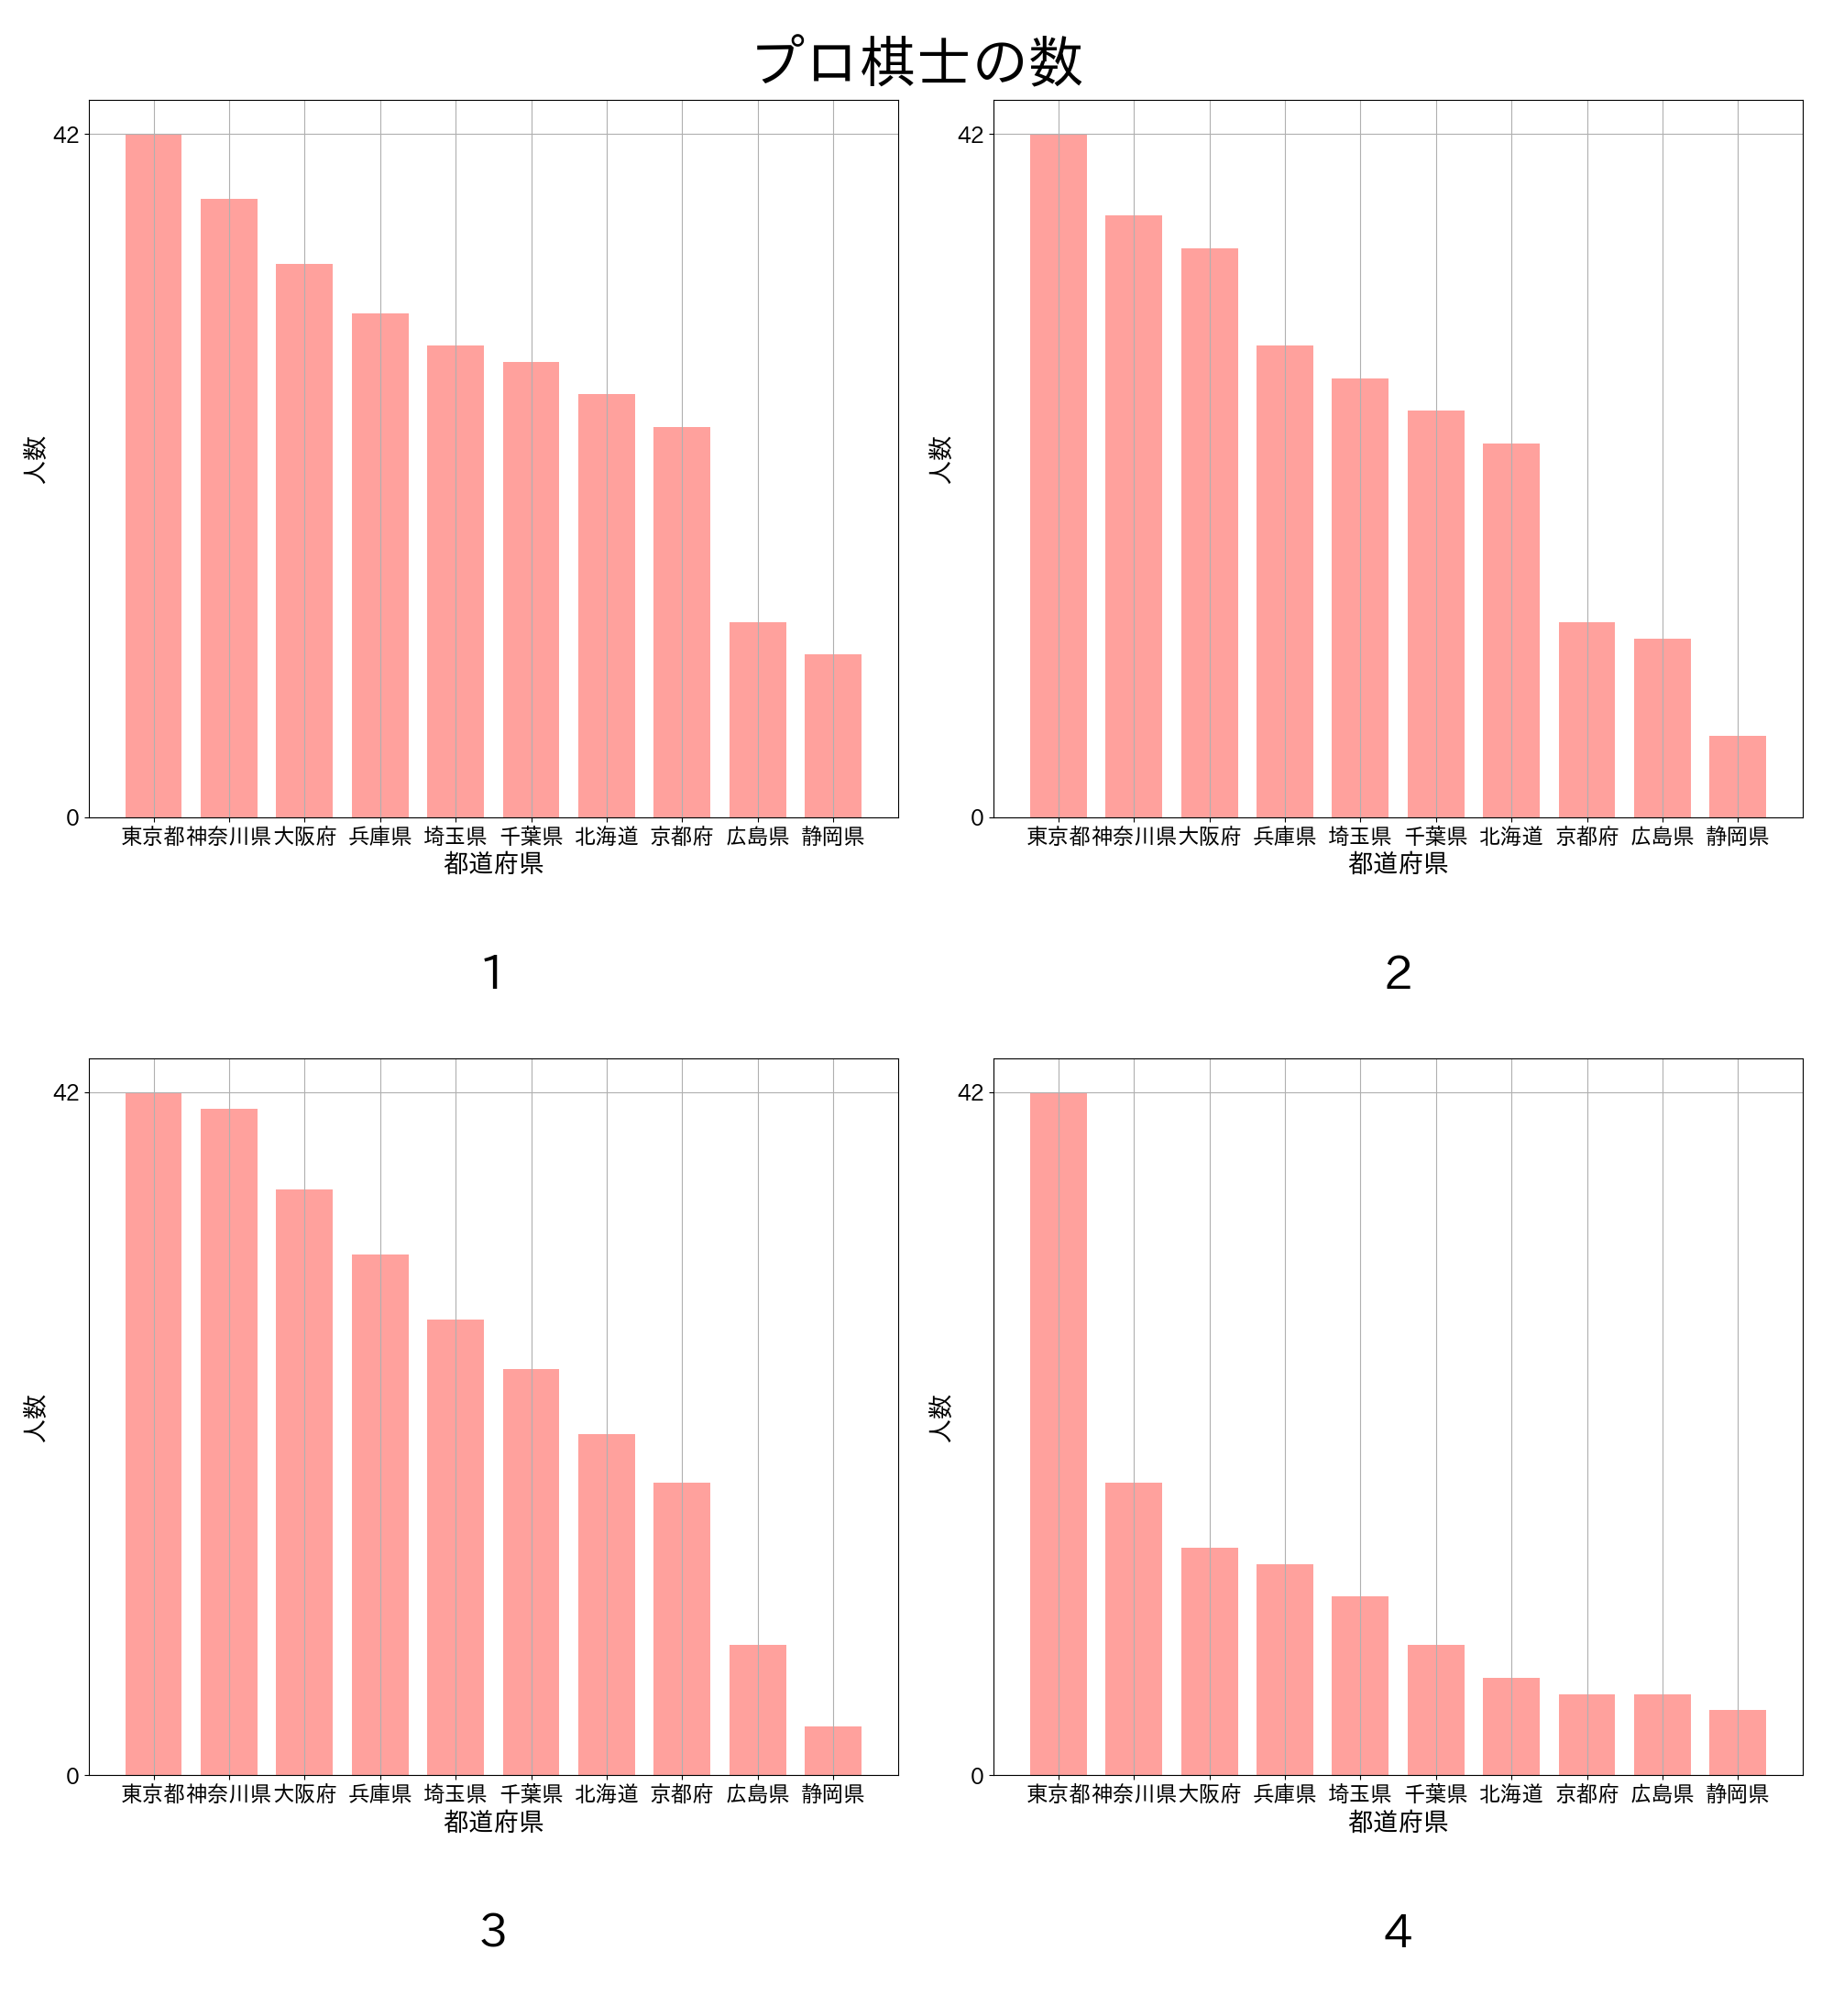 プロ棋士の数
42
0
人数
東京都 神奈川県 大阪府 兵庫県 埼玉県 千葉県 北海道 京都府 広島県 静岡県
都道府県
1
42
0
人数
東京都 神奈川県 大阪府 兵庫県 埼玉県 千葉県 北海道 京都府 広島県 静岡県
都道府県
2
42
0
人数
東京都 神奈川県 大阪府 兵庫県 埼玉県 千葉県 北海道 京都府 広島県 静岡県
都道府県
3
42
0
人数
東京都 神奈川県 大阪府 兵庫県 埼玉県 千葉県 北海道 京都府 広島県 静岡県
都道府県
4